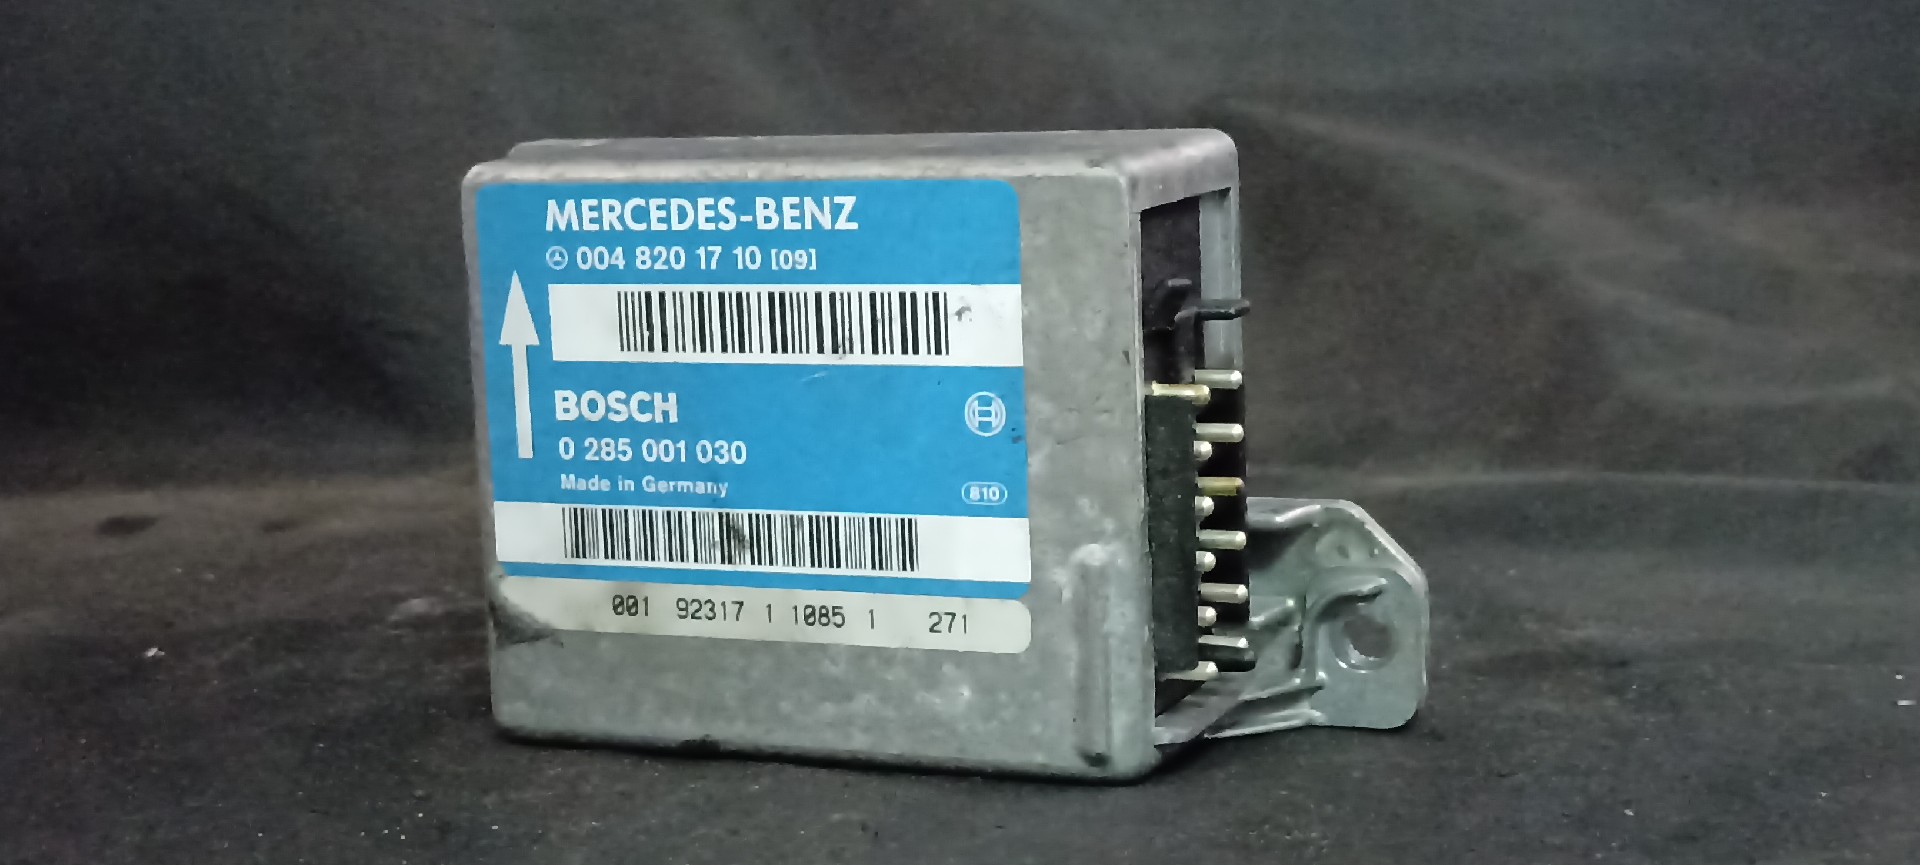 MERCEDES-BENZ
004 820 17 10 [09]
BOSCH
0 285 001 030
Made in Germany
810
001 92317 1 1085 1 271